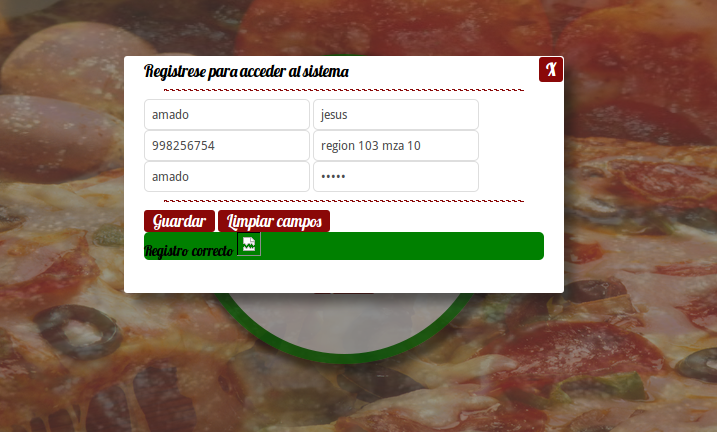 Registrese para acceder al sistema
X
amado jesus
998256754 region 103 mza 10
amado •••••
Guardar Limpiar campos
Registro correcto